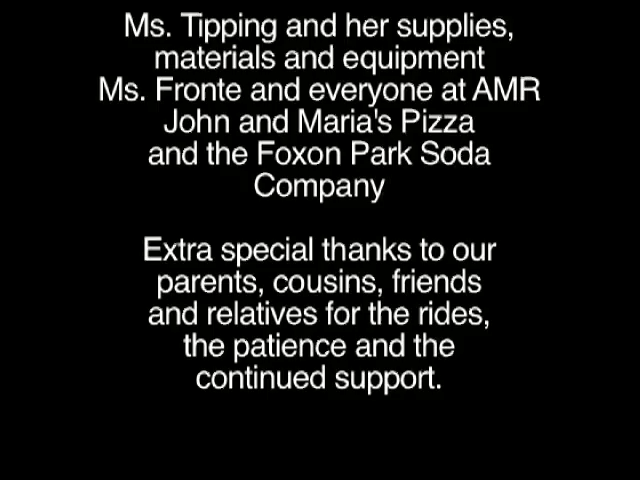 Ms. Tipping and her supplies,
materials and equipment
Ms. Fronte and everyone at AMR
John and Maria's Pizza
and the Foxon Park Soda
Company
Extra special thanks to our
parents, cousins, friends
and relatives for the rides,
the patience and the
continued support.